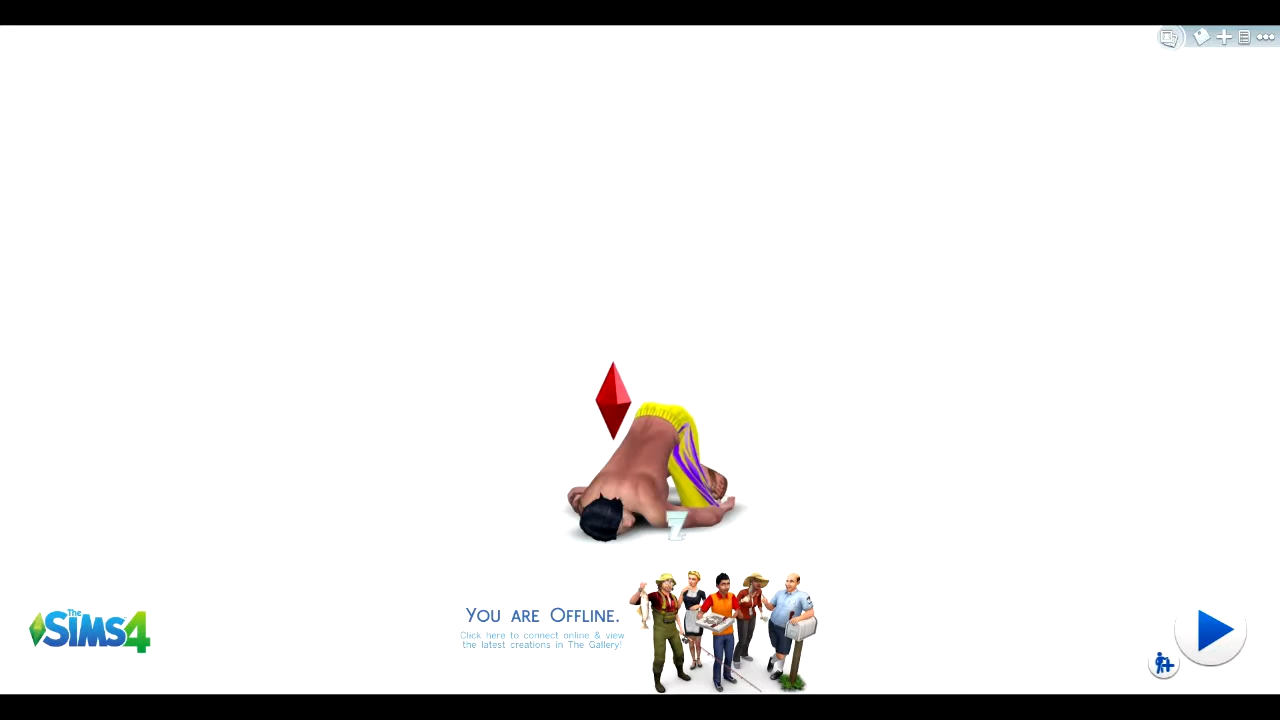 Z
The
SiMS4
You are Offline.
Click here to connect online & view
the latest creations in The Gallery!